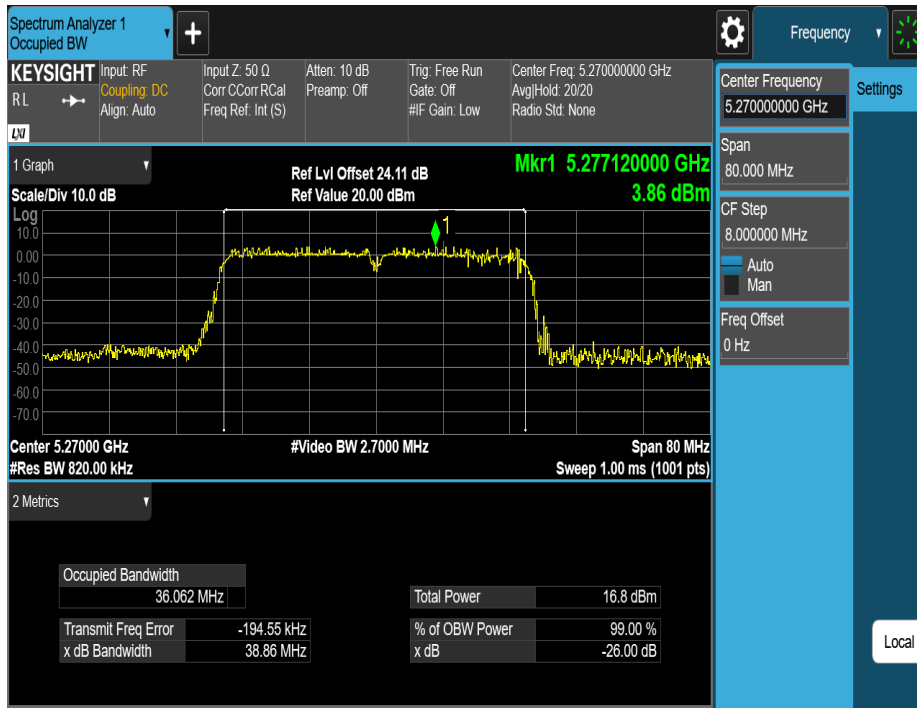 Spectrum Analyzer 1
Occupied BW
+
Frequency
KEYSIGHT
R L
LXI
Input: RF
Coupling: DC
Align: Auto
Input Z: 50 Ω
Corr CCorr RCal
Freq Ref: Int (S)
Atten: 10 dB
Preamp: Off
Trig: Free Run
Gate: Off
#IF Gain: Low
Center Freq: 5.270000000 GHz
Avg|Hold: 20/20
Radio Std: None
Center Frequency
5.270000000 GHz
Settings
Span
80.000 MHz
CF Step
8.000000 MHz
Auto
Man
Freq Offset
0 Hz
1 Graph
Scale/Div 10.0 dB
Ref Lvl Offset 24.11 dB
Ref Value 20.00 dBm
Mkr1 5.277120000 GHz
3.86 dBm
Log
10.0
0.00
-10.0
-20.0
-30.0
-40.0
-50.0
-60.0
-70.0
1
Center 5.27000 GHz
#Video BW 2.7000 MHz
Span 80 MHz
#Res BW 820.00 kHz
Sweep 1.00 ms (1001 pts)
2 Metrics
Occupied Bandwidth
36.062 MHz
Total Power 16.8 dBm
Transmit Freq Error -194.55 kHz
% of OBW Power 99.00 %
x dB Bandwidth 38.86 MHz
x dB -26.00 dB
Local